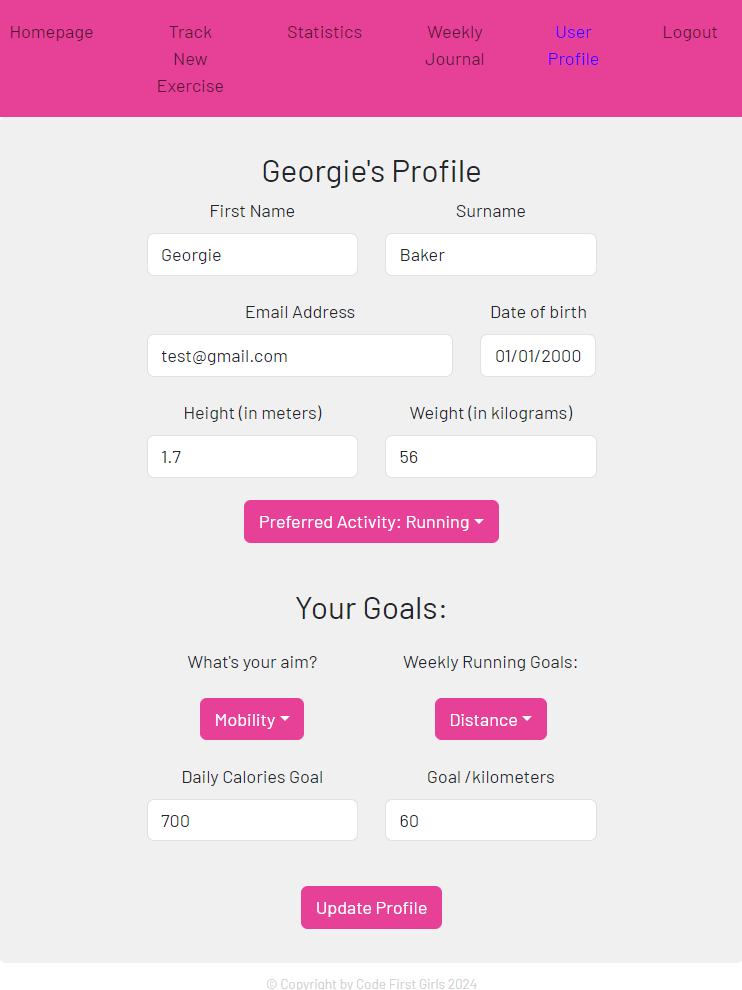 Homepage
Track
New
Exercise
Statistics
Weekly
Journal
User
Profile
Logout
Georgie's Profile
First Name
Surname
Georgie
Baker
Email Address
Date of birth
test@gmail.com
01/01/2000
Height (in meters)
Weight (in kilograms)
1.7
56
Preferred Activity: Running
Your Goals:
What's your aim?
Weekly Running Goals:
Mobility
Distance
Daily Calories Goal
Goal /kilometers
700
60
Update Profile
© Copyright by Code First Girls 2024